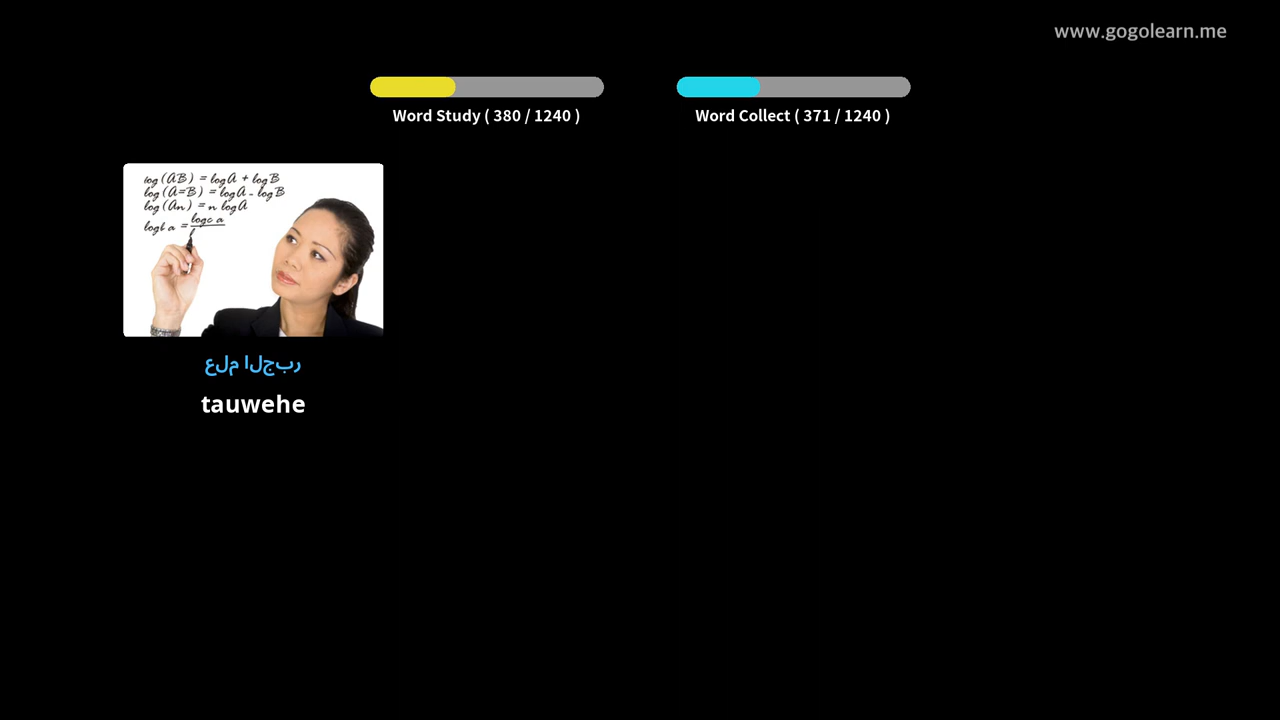 www.gogolearn.me
Word Study ( 380 / 1240 )
Word Collect ( 371 / 1240 )
log (AB) = logA + logB
log (A=B) = logA - logB
log (An) = n logA
logb a = logc a
علم الجبر
tauwehe